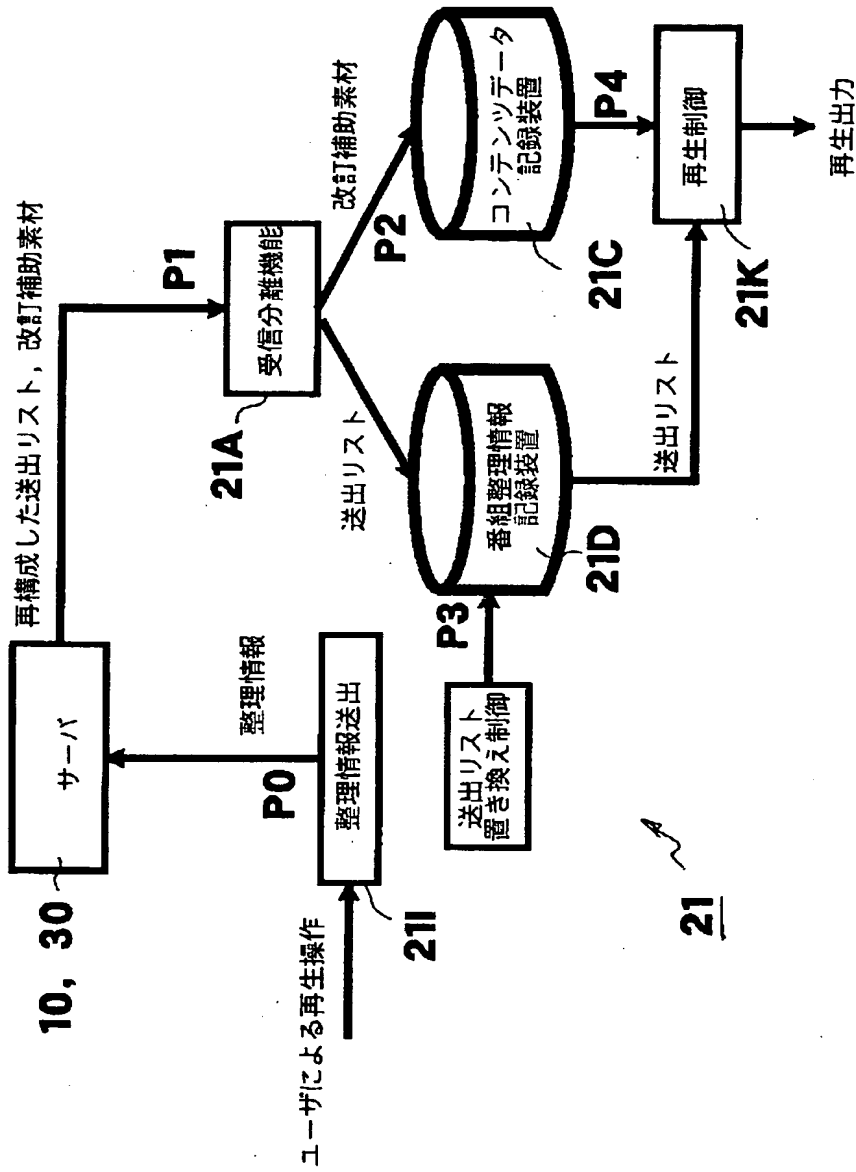 再構成した送出リスト, 改訂補助素材
サーバ
10, 30
整理情報
P0
整理情報送出
21I
ユーザによる再生操作
P1
受信分離機能
21A
送出リスト
改訂補助素材
P2
P3
送出リスト
置き換え制御
番組整理情報
記録装置
21D
コンテンツデータ
記録装置
21C
P4
送出リスト
再生制御
21K
再生出力
21